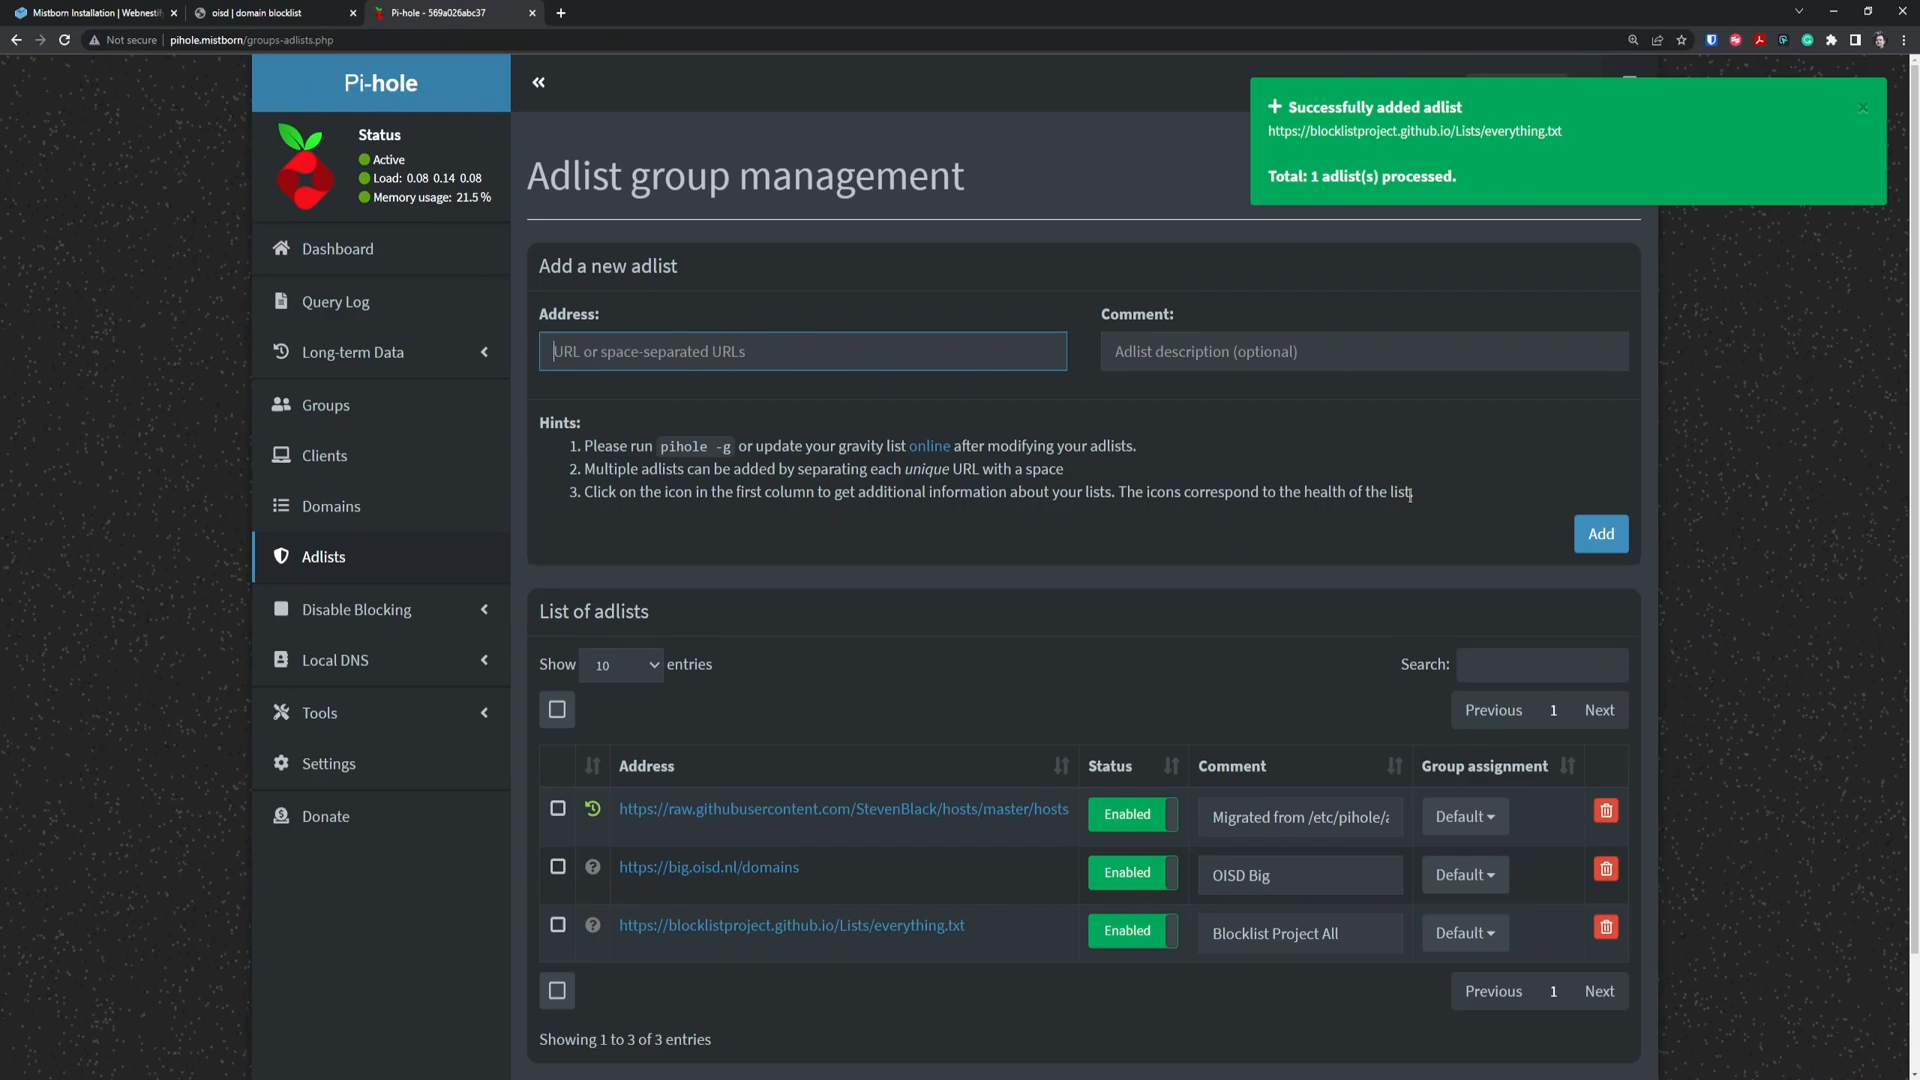 Mistborn Installation | Webnestif
oisd | domain blocklist
Pi-hole - 569a026abc37
Not secure
pihole.mistborn/groups-adlists.php
Pi-hole
Status
Active
Load: 0.08 0.14 0.08
Memory usage: 21.5 %
Dashboard
Query Log
Long-term Data
Groups
Clients
Domains
Adlists
Disable Blocking
Local DNS
Tools
Settings
Donate
Successfully added adlist
https://blocklistproject.github.io/Lists/everything.txt
Total: 1 adlist(s) processed.
Adlist group management
Add a new adlist
Address:
Comment:
URL or space-separated URLs
Adlist description (optional)
Hints:
1. Please run pihole -g or update your gravity list online after modifying your adlists.
2. Multiple adlists can be added by separating each unique URL with a space
3. Click on the icon in the first column to get additional information about your lists. The icons correspond to the health of the list.
Add
List of adlists
Show 10 entries
Search:
Previous 1 Next
Address Status Comment Group assignment
https://raw.githubusercontent.com/StevenBlack/hosts/master/hosts Enabled Migrated from /etc/pihole/a Default
https://big.oisd.nl/domains Enabled OISD Big Default
https://blocklistproject.github.io/Lists/everything.txt Enabled Blocklist Project All Default
Previous 1 Next
Showing 1 to 3 of 3 entries